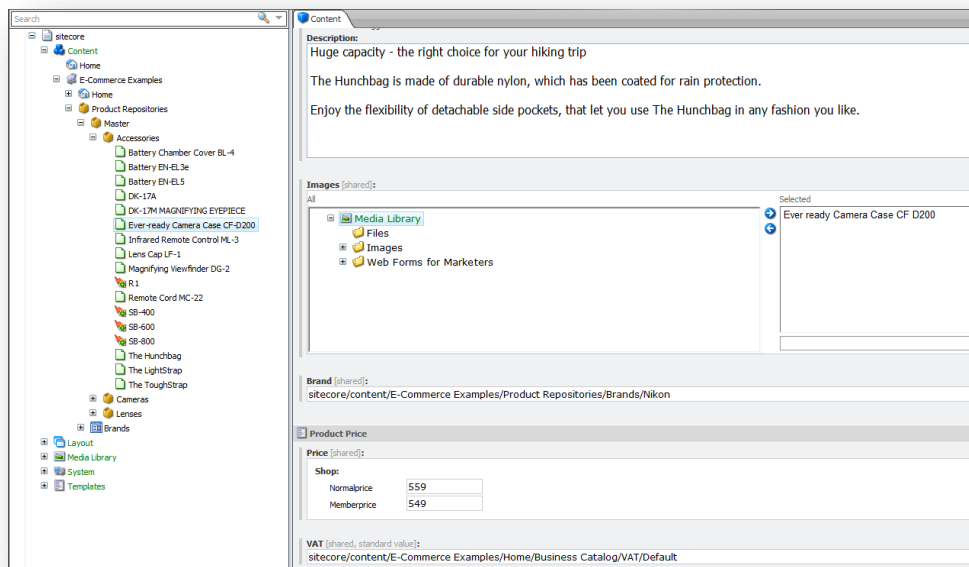 Search
sitecore
Content
Home
E-Commerce Examples
Home
Product Repositories
Master
Accessories
Battery Chamber Cover BL-4
Battery EN-EL3e
Battery EN-EL5
DK-17A
DK-17M MAGNIFYING EYEPIECE
Ever-ready Camera Case CF-D200
Infrared Remote Control ML-3
Lens Cap LF-1
Magnifying Viewfinder DG-2
R1
Remote Cord MC-22
SB-400
SB-600
SB-800
The Hunchbag
The LightStrap
The ToughStrap
Cameras
Lenses
Brands
Layout
Media Library
System
Templates
Content
Description:
Huge capacity - the right choice for your hiking trip
The Hunchbag is made of durable nylon, which has been coated for rain protection.
Enjoy the flexibility of detachable side pockets, that let you use The Hunchbag in any fashion you like.
Images [shared]:
All
Media Library
Files
Images
Web Forms for Marketers
Selected
Ever ready Camera Case CF D200
Brand [shared]:
sitecore/content/E-Commerce Examples/Product Repositories/Brands/Nikon
Product Price
Price [shared]:
Shop:
Normalprice 559
Memberprice 549
VAT [shared, standard value]:
sitecore/content/E-Commerce Examples/Home/Business Catalog/VAT/Default